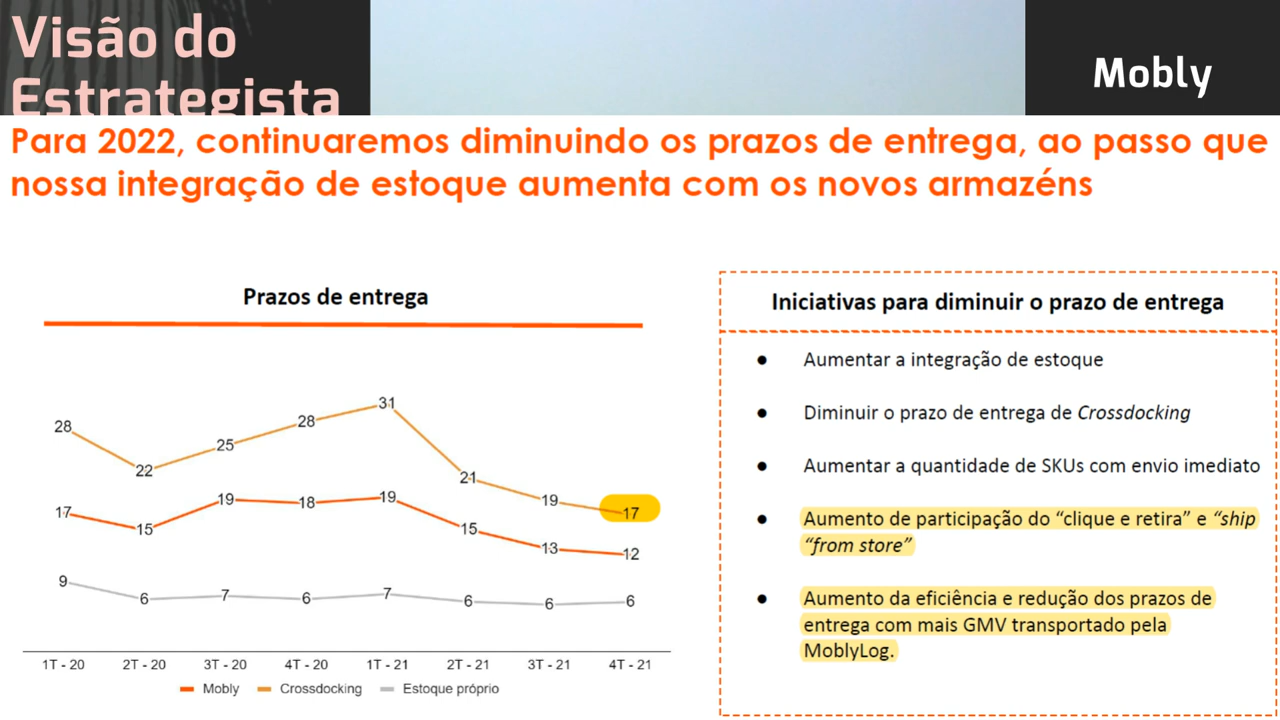 Visão do
Estrategista
Mobly
Para 2022, continuaremos diminuindo os prazos de entrega, ao passo que
nossa integração de estoque aumenta com os novos armazéns
Prazos de entrega
28
22
25
28
31
21
19
17
17
15
19
18
19
15
13
12
9
6
7
6
7
6
6
6
1T - 20
2T - 20
3T - 20
4T - 20
1T - 21
2T - 21
3T - 21
4T - 21
Mobly
Crossdocking
Estoque próprio
Iniciativas para diminuir o prazo de entrega
● Aumentar a integração de estoque
● Diminuir o prazo de entrega de Crossdocking
● Aumentar a quantidade de SKUs com envio imediato
● Aumento de participação do “clique e retira” e “ship
“from store”
● Aumento da eficiência e redução dos prazos de
entrega com mais GMV transportado pela
MoblyLog.